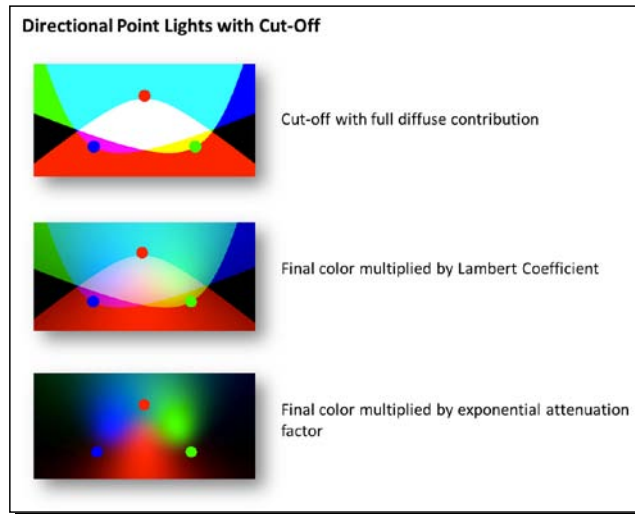 Directional Point Lights with Cut-Off
Cut-off with full diffuse contribution
Final color multiplied by Lambert Coefficient
Final color multiplied by exponential attenuation
factor